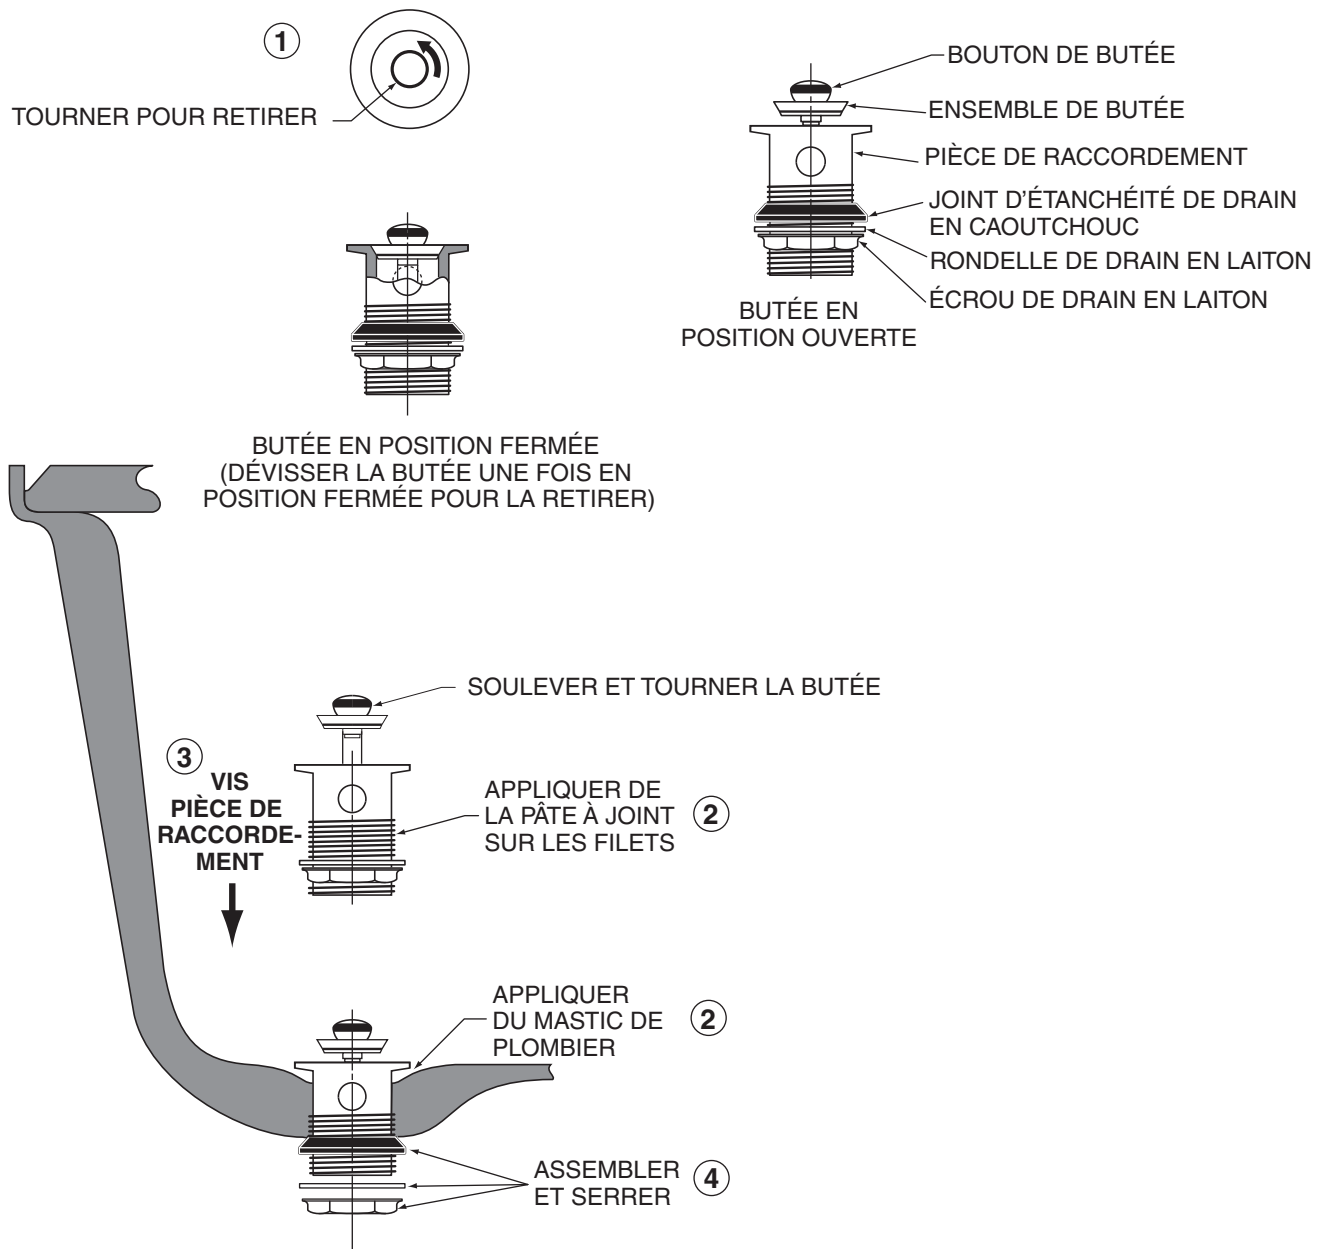 1
TOURNER POUR RETIRER
BOUTON DE BUTÉE
ENSEMBLE DE BUTÉE
PIÈCE DE RACCORDEMENT
JOINT D'ÉTANCHÉITÉ DE DRAIN
EN CAOUTCHOUC
RONDELLE DE DRAIN EN LAITON
ÉCROU DE DRAIN EN LAITON
BUTÉE EN
POSITION OUVERTE
BUTÉE EN POSITION FERMÉE
(DÉVISSER LA BUTÉE UNE FOIS EN
POSITION FERMÉE POUR LA RETIRER)
SOULEVER ET TOURNER LA BUTÉE
3
VIS
PIÈCE DE
RACCORDE-
MENT
APPLIQUER DE
LA PÂTE À JOINT 2
SUR LES FILETS
APPLIQUER
DU MASTIC DE 2
PLOMBIER
ASSEMBLER
ET SERRER 4